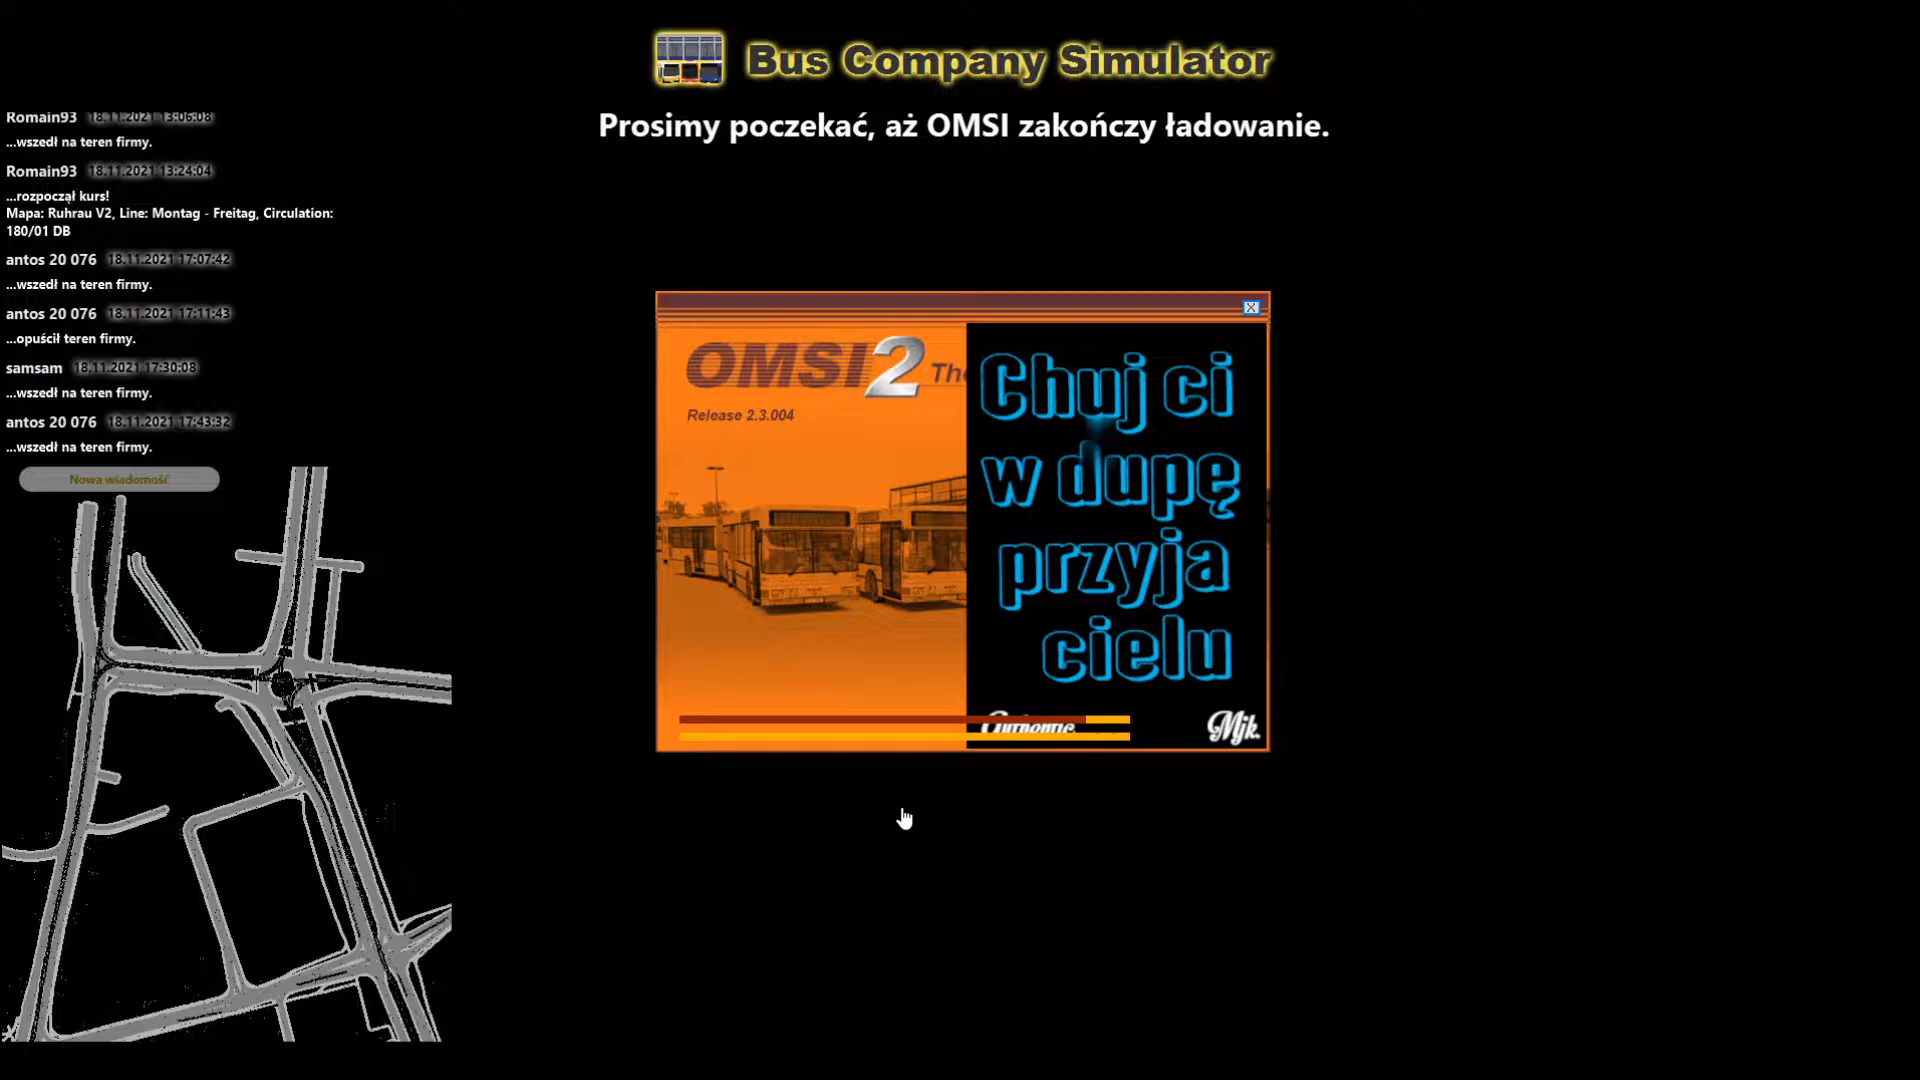 Bus Company Simulator
Prosimy poczekać, aż OMSI zakończy ładowanie.
Romain93 18.11.2021 13:06:08
...wszedł na teren firmy.
Romain93 18.11.2021 13:24:04
...rozpoczął kurs!
Mapa: Ruhrau V2, Line: Montag - Freitag, Circulation:
180/01 DB
antos 20 076 18.11.2021 17:07:42
...wszedł na teren firmy.
antos 20 076 18.11.2021 17:11:43
...opuścił teren firmy.
samsam 18.11.2021 17:30:08
...wszedł na teren firmy.
antos 20 076 18.11.2021 17:43:32
...wszedł na teren firmy.
Nowa wiadomość
OMSI 2 The
Release 2.3.004
Chuj ci
w dupę
przyja
cielu
Authentic
Mjk.